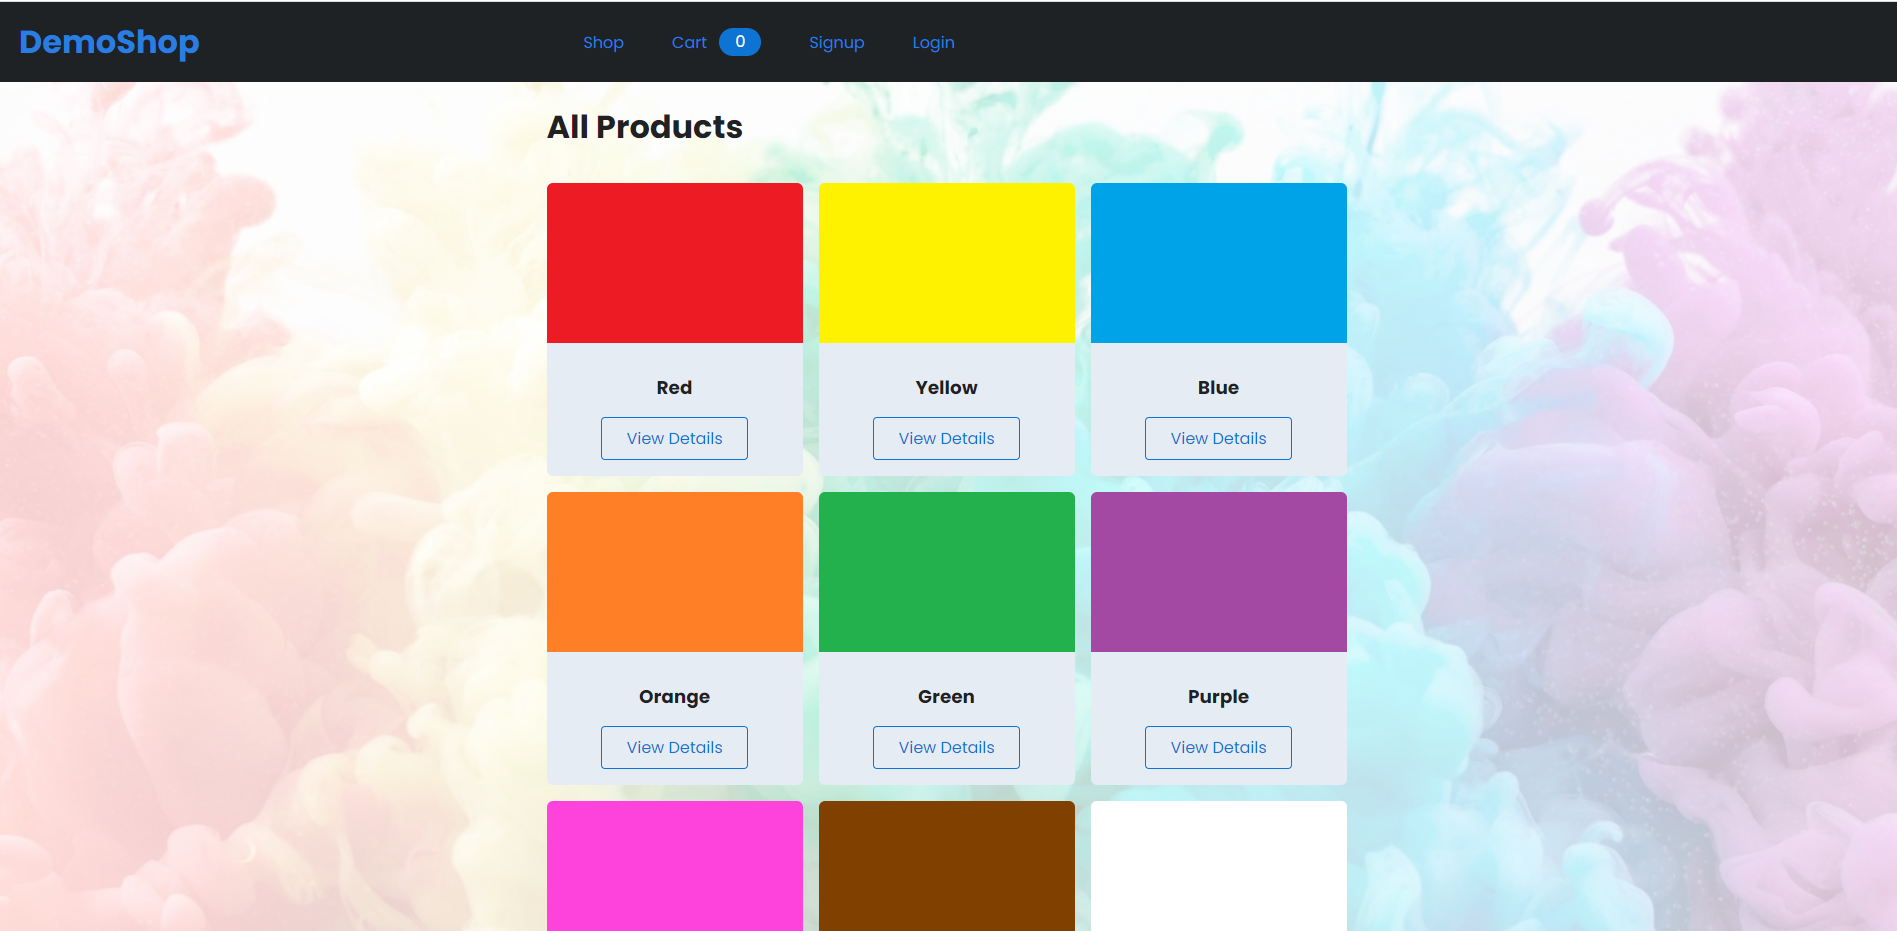 DemoShop
Shop Cart 0 Signup Login
All Products
Red Yellow Blue
View Details View Details View Details
Orange Green Purple
View Details View Details View Details